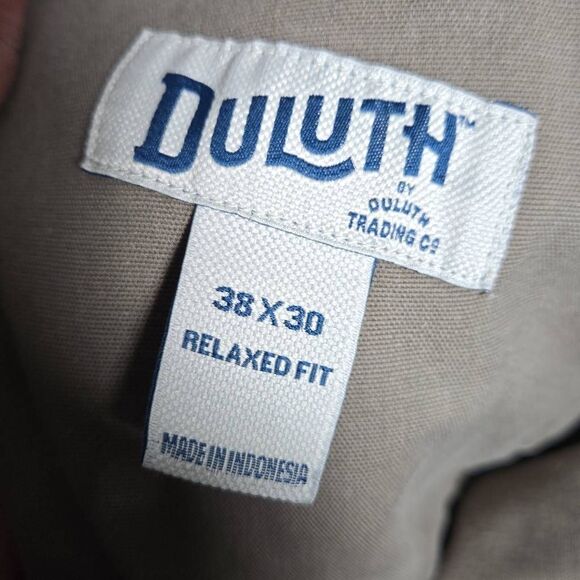 DULUTH™
BY
DULUTH
TRADING CO
38 X 30
RELAXED FIT
MADE IN INDONESIA